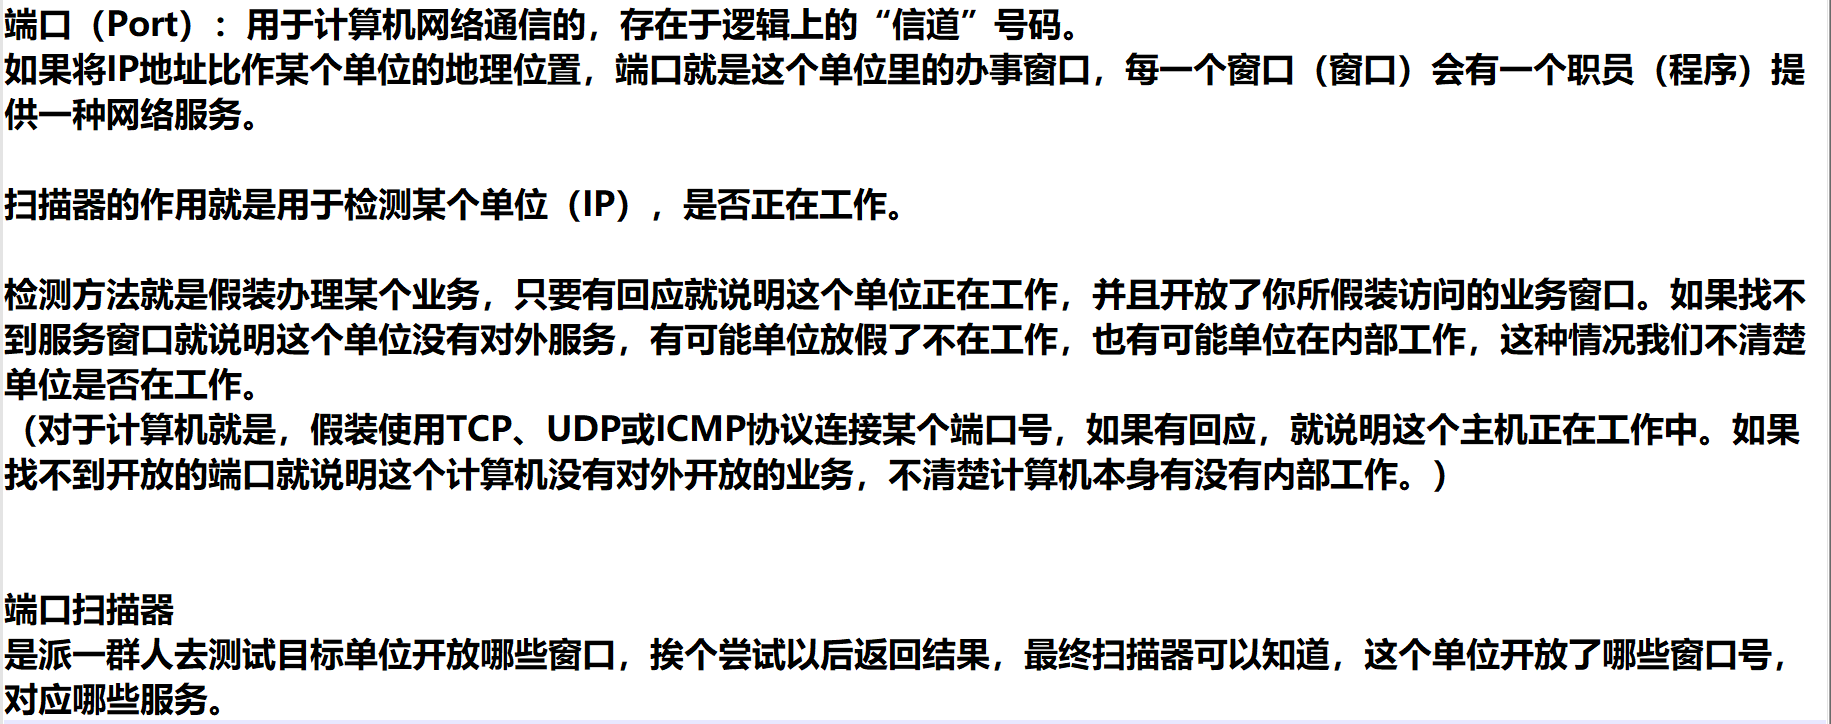 端口（Port）：用于计算机网络通信的，存在于逻辑上的“信道”号码。
如果将IP地址比作某个单位的地理位置，端口就是这个单位里的办事窗口，每一个窗口（窗口）会有一个职员（程序）提
供一种网络服务。
扫描器的作用就是用于检测某个单位（IP），是否正在工作。
检测方法就是假装办理某个业务，只要有回应就说明这个单位正在工作，并且开放了你所假装访问的业务窗口。如果找不
到服务窗口就说明这个单位没有对外服务，有可能单位放假了不在工作，也有可能单位在内部工作，这种情况我们不清楚
单位是否在工作。
（对于计算机就是，假装使用TCP、UDP或ICMP协议连接某个端口号，如果有回应，就说明这个主机正在工作中。如果
找不到开放的端口就说明这个计算机没有对外开放的业务，不清楚计算机本身有没有内部工作。）
端口扫描器
是派一群人去测试目标单位开放哪些窗口，挨个尝试以后返回结果，最终扫描器可以知道，这个单位开放了哪些窗口号，
对应哪些服务。